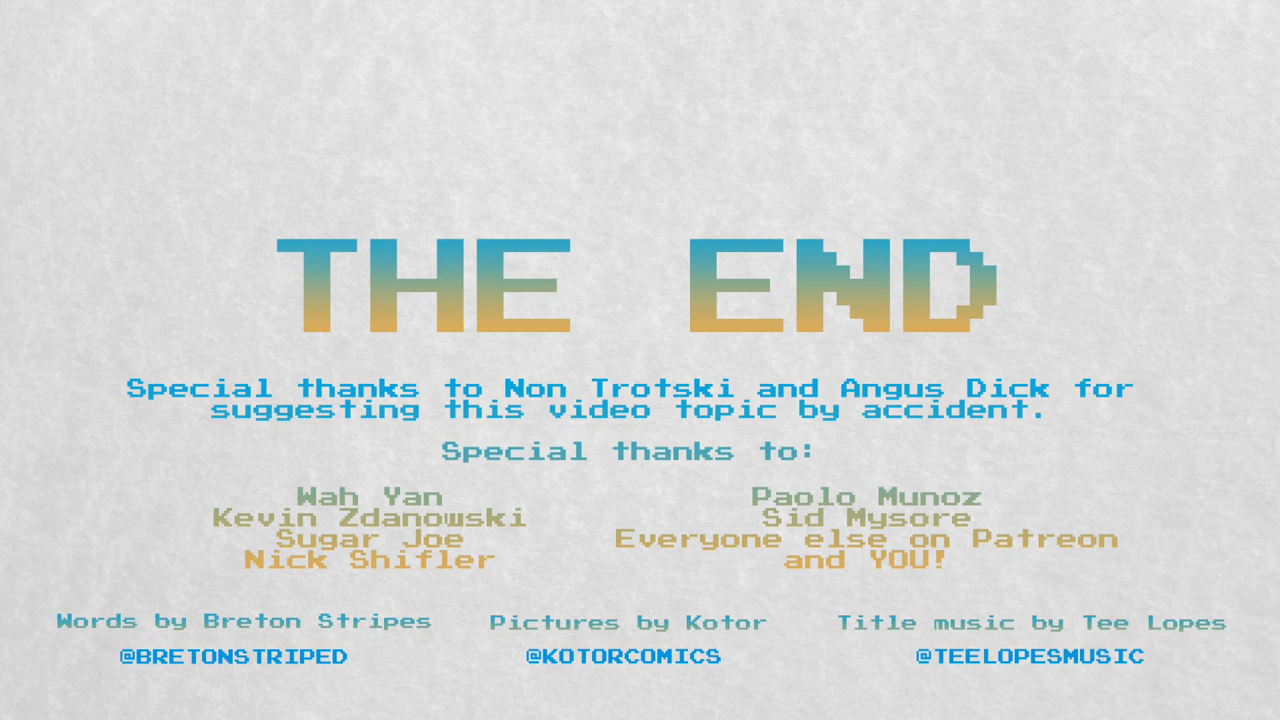 THE END
Special thanks to Non Trotski and Angus Dick for
suggesting this video topic by accident.
Special thanks to:
Wah Yan
Kevin Zdanowski
Sugar Joe
Nick Shifler
Paolo Munoz
Sid Mysore
Everyone else on Patreon
and YOU!
Words by Breton Stripes
@BRETONSTRIPED
Pictures by Kotor
@KOTORCOMICS
Title music by Tee Lopes
@TEELOPESMUSIC